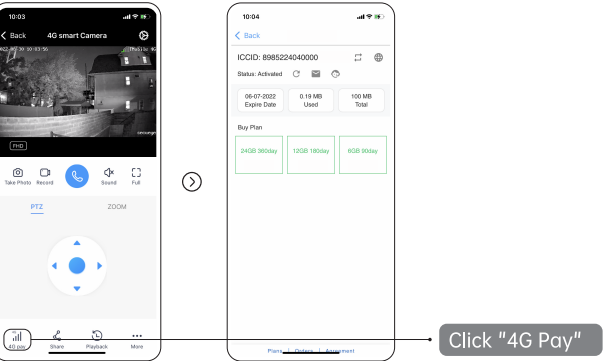 10:03
Back 4G smart Camera
FHD
Take Photo Record Sound Full
PTZ ZOOM
4G pay Share Playback More
10:04
Back
ICCID: 8985224040000
Status: Activated
06-07-2022 0.19 MB 100 MB
Expire Date Used Total
Buy Plan
24GB 360day 12GB 180day 6GB 90day
Plans | Orders | Agreement
Click "4G Pay"